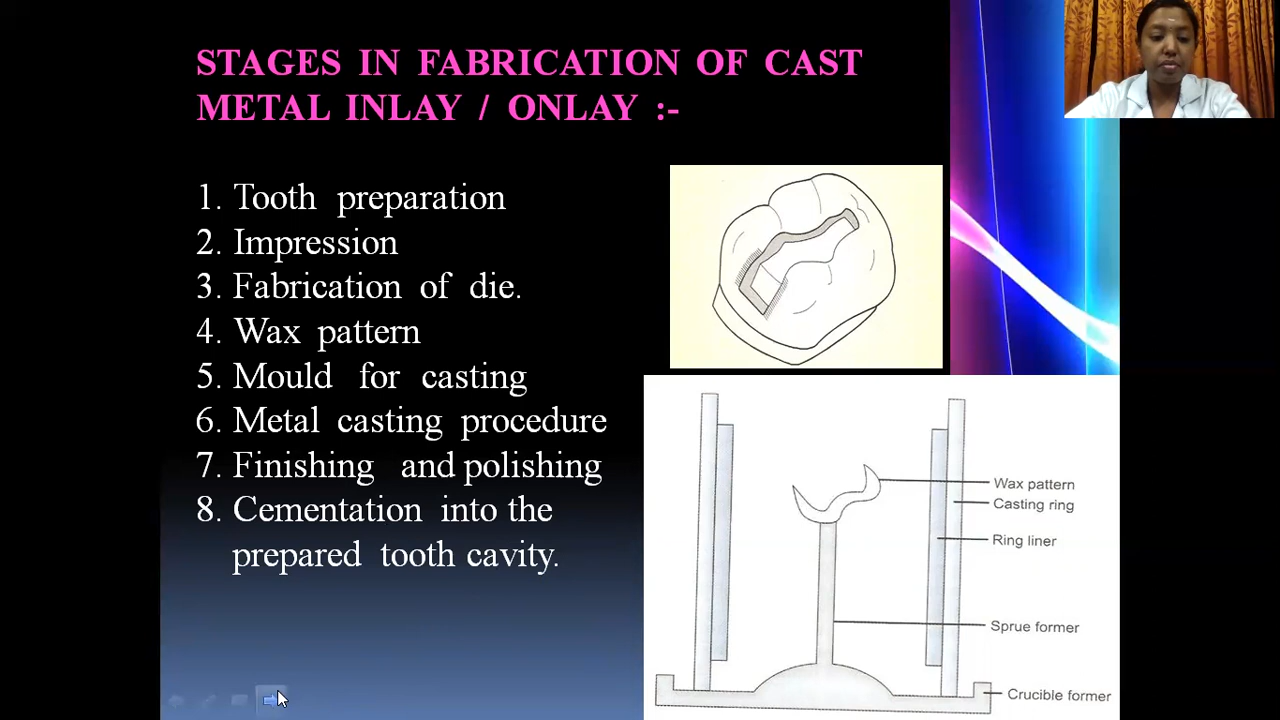 STAGES IN FABRICATION OF CAST
METAL INLAY / ONLAY :-
1. Tooth preparation
2. Impression
3. Fabrication of die.
4. Wax pattern
5. Mould for casting
6. Metal casting procedure
7. Finishing and polishing
8. Cementation into the
prepared tooth cavity.
Wax pattern
Casting ring
Ring liner
Sprue former
Crucible former